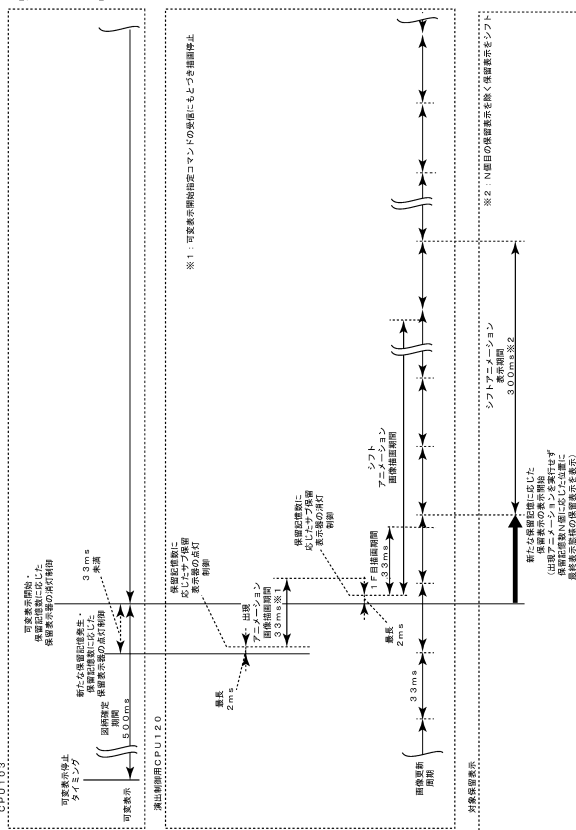 CPU103
可変表示停止
タイミング
可変表示
図柄確定
期間
500ms
新たな保留記憶発生・
保留記憶数に応じた
保留表示器の点灯制御
33ms
未満
可変表示開始・
保留記憶数に応じた
保留表示器の消灯制御
演出制御用CPU120
最長
2ms
保留記憶数に
応じたサブ保留
表示器の点灯
制御
出現
アニメーション
画像描画期間
33ms※1
最長
2ms
保留記憶数に
応じたサブ保留
表示器の消灯
制御
1F目描画期間
33ms
シフト
アニメーション
画像描画期間
※1：可変表示開始指定コマンドの受信にもとづき描画停止
画像更新
周期
33ms
対象保留表示
新たな保留記憶に応じた
保留表示の表示開始
（出現アニメーションを実行せず
保留記憶数N個に応じた位置に
最終表示態様の保留表示を表示）
シフトアニメーション
表示期間
300ms※2
※2：N個目の保留表示を除く保留表示をシフト